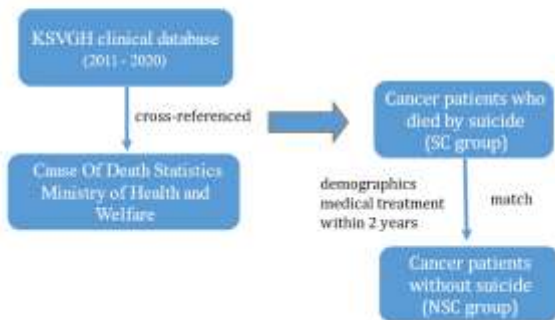 KSVGH clinical database
(2011 - 2020)
cross-referenced
Cause Of Death Statistics
Ministry of Health and
Welfare
Cancer patients who
died by suicide
(SC group)
demographics
medical treatment
within 2 years
match
Cancer patients
without suicide
(NSC group)